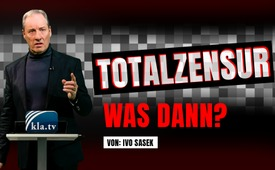 TOTALZENSUR
WAS DANN?
VON: IVO SASEK
kla.tv